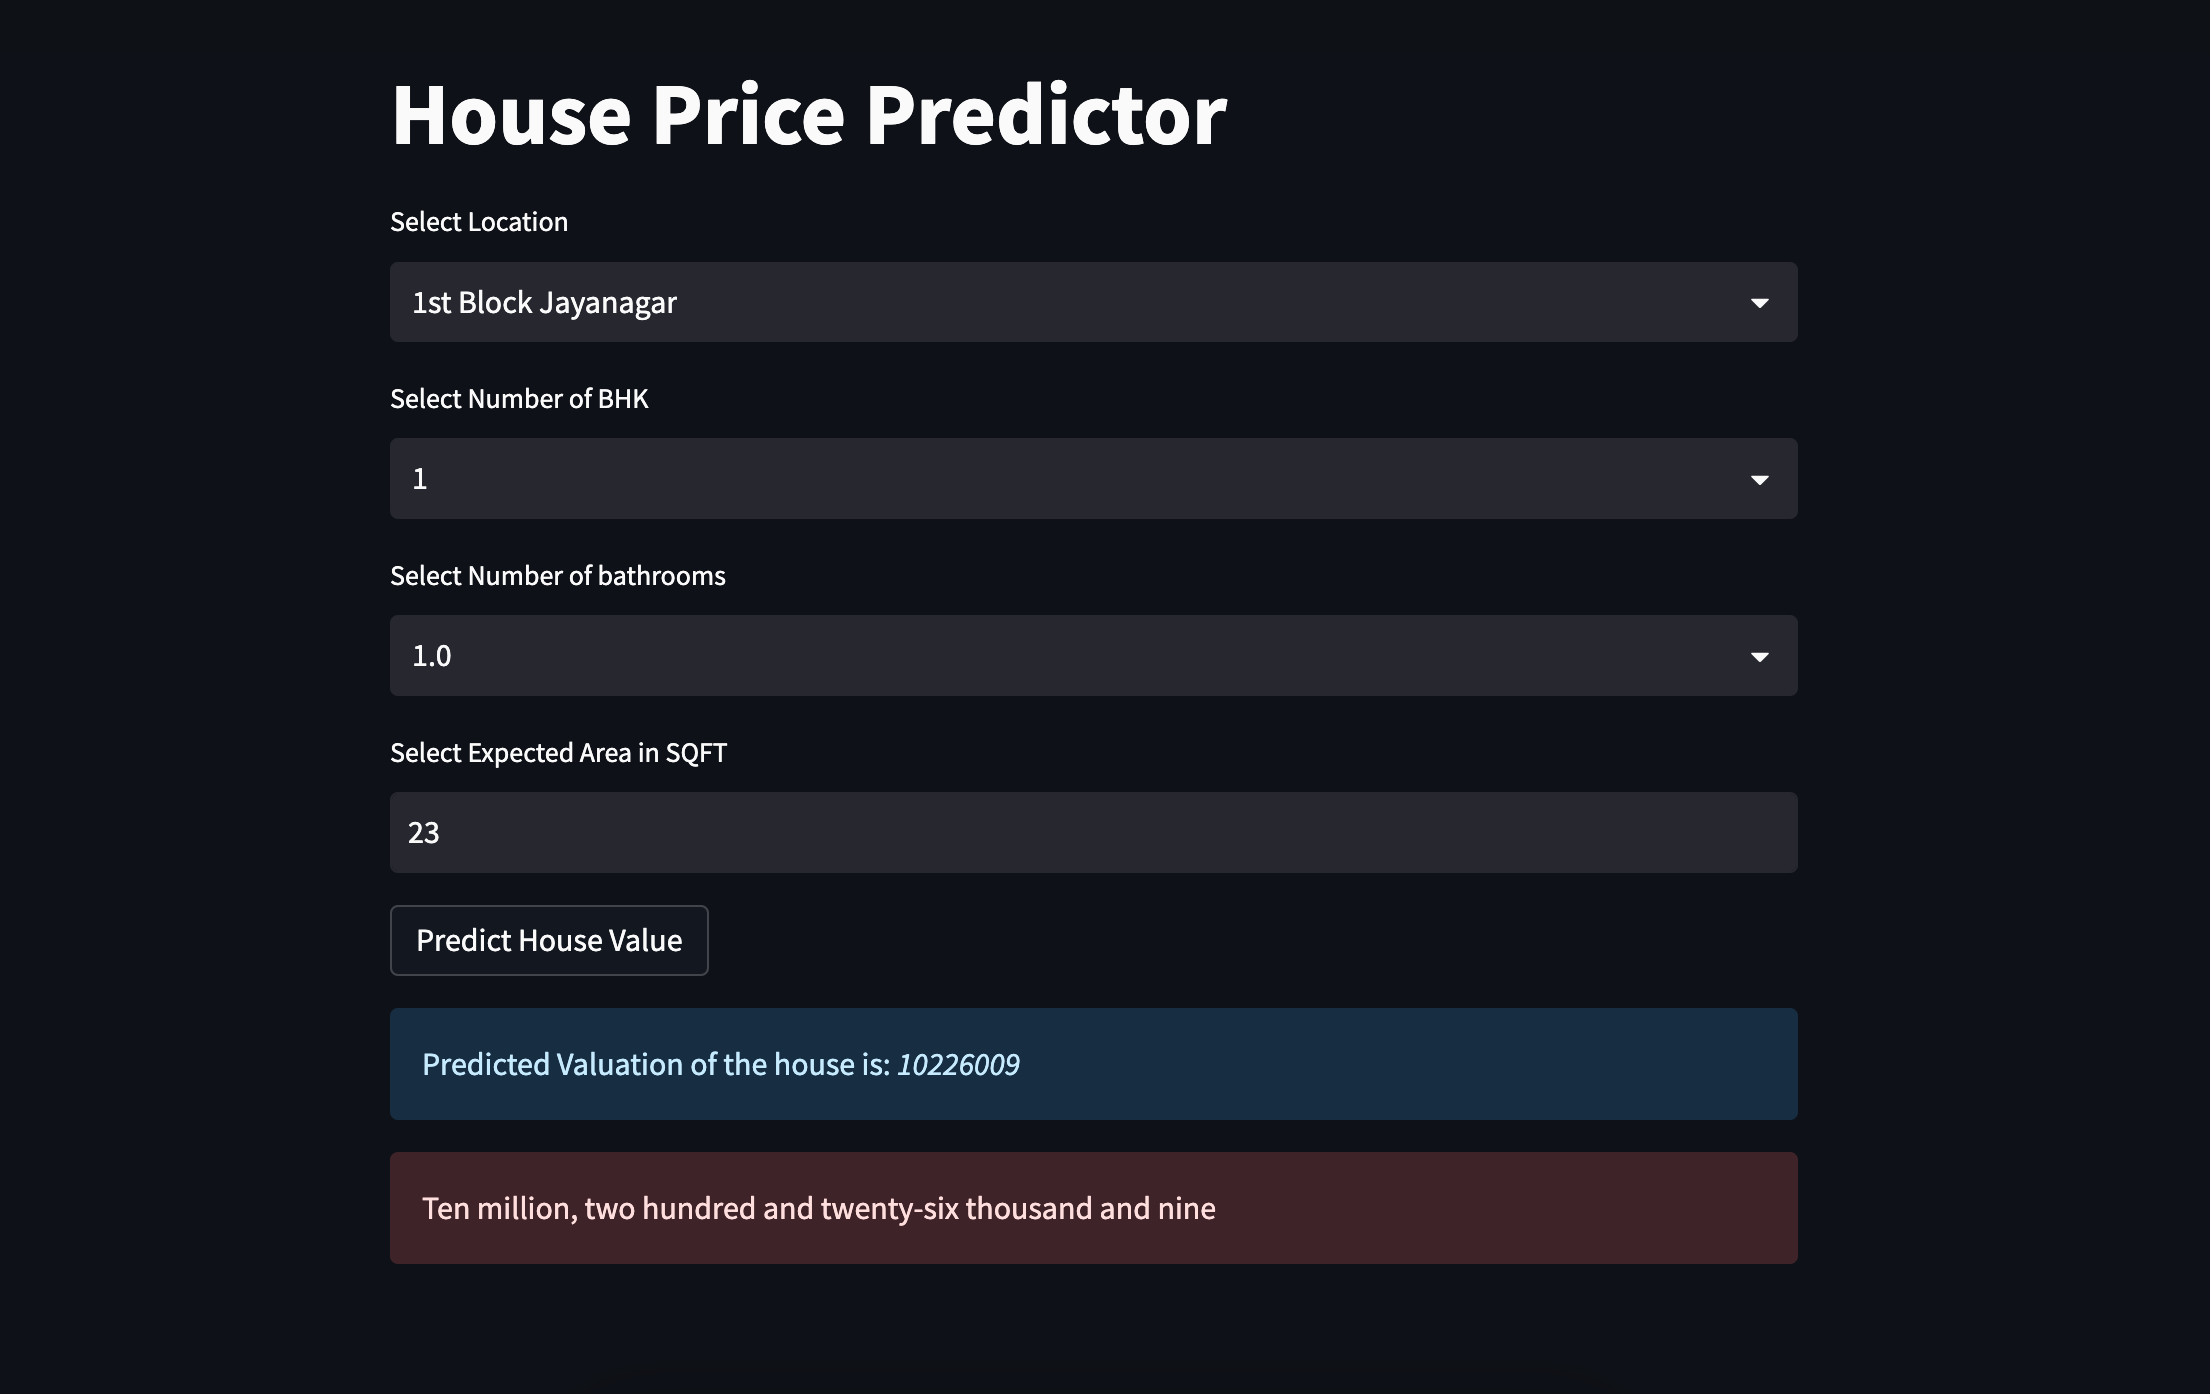 House Price Predictor
Select Location
1st Block Jayanagar
Select Number of BHK
1
Select Number of bathrooms
1.0
Select Expected Area in SQFT
23
Predict House Value
Predicted Valuation of the house is: 10226009
Ten million, two hundred and twenty-six thousand and nine